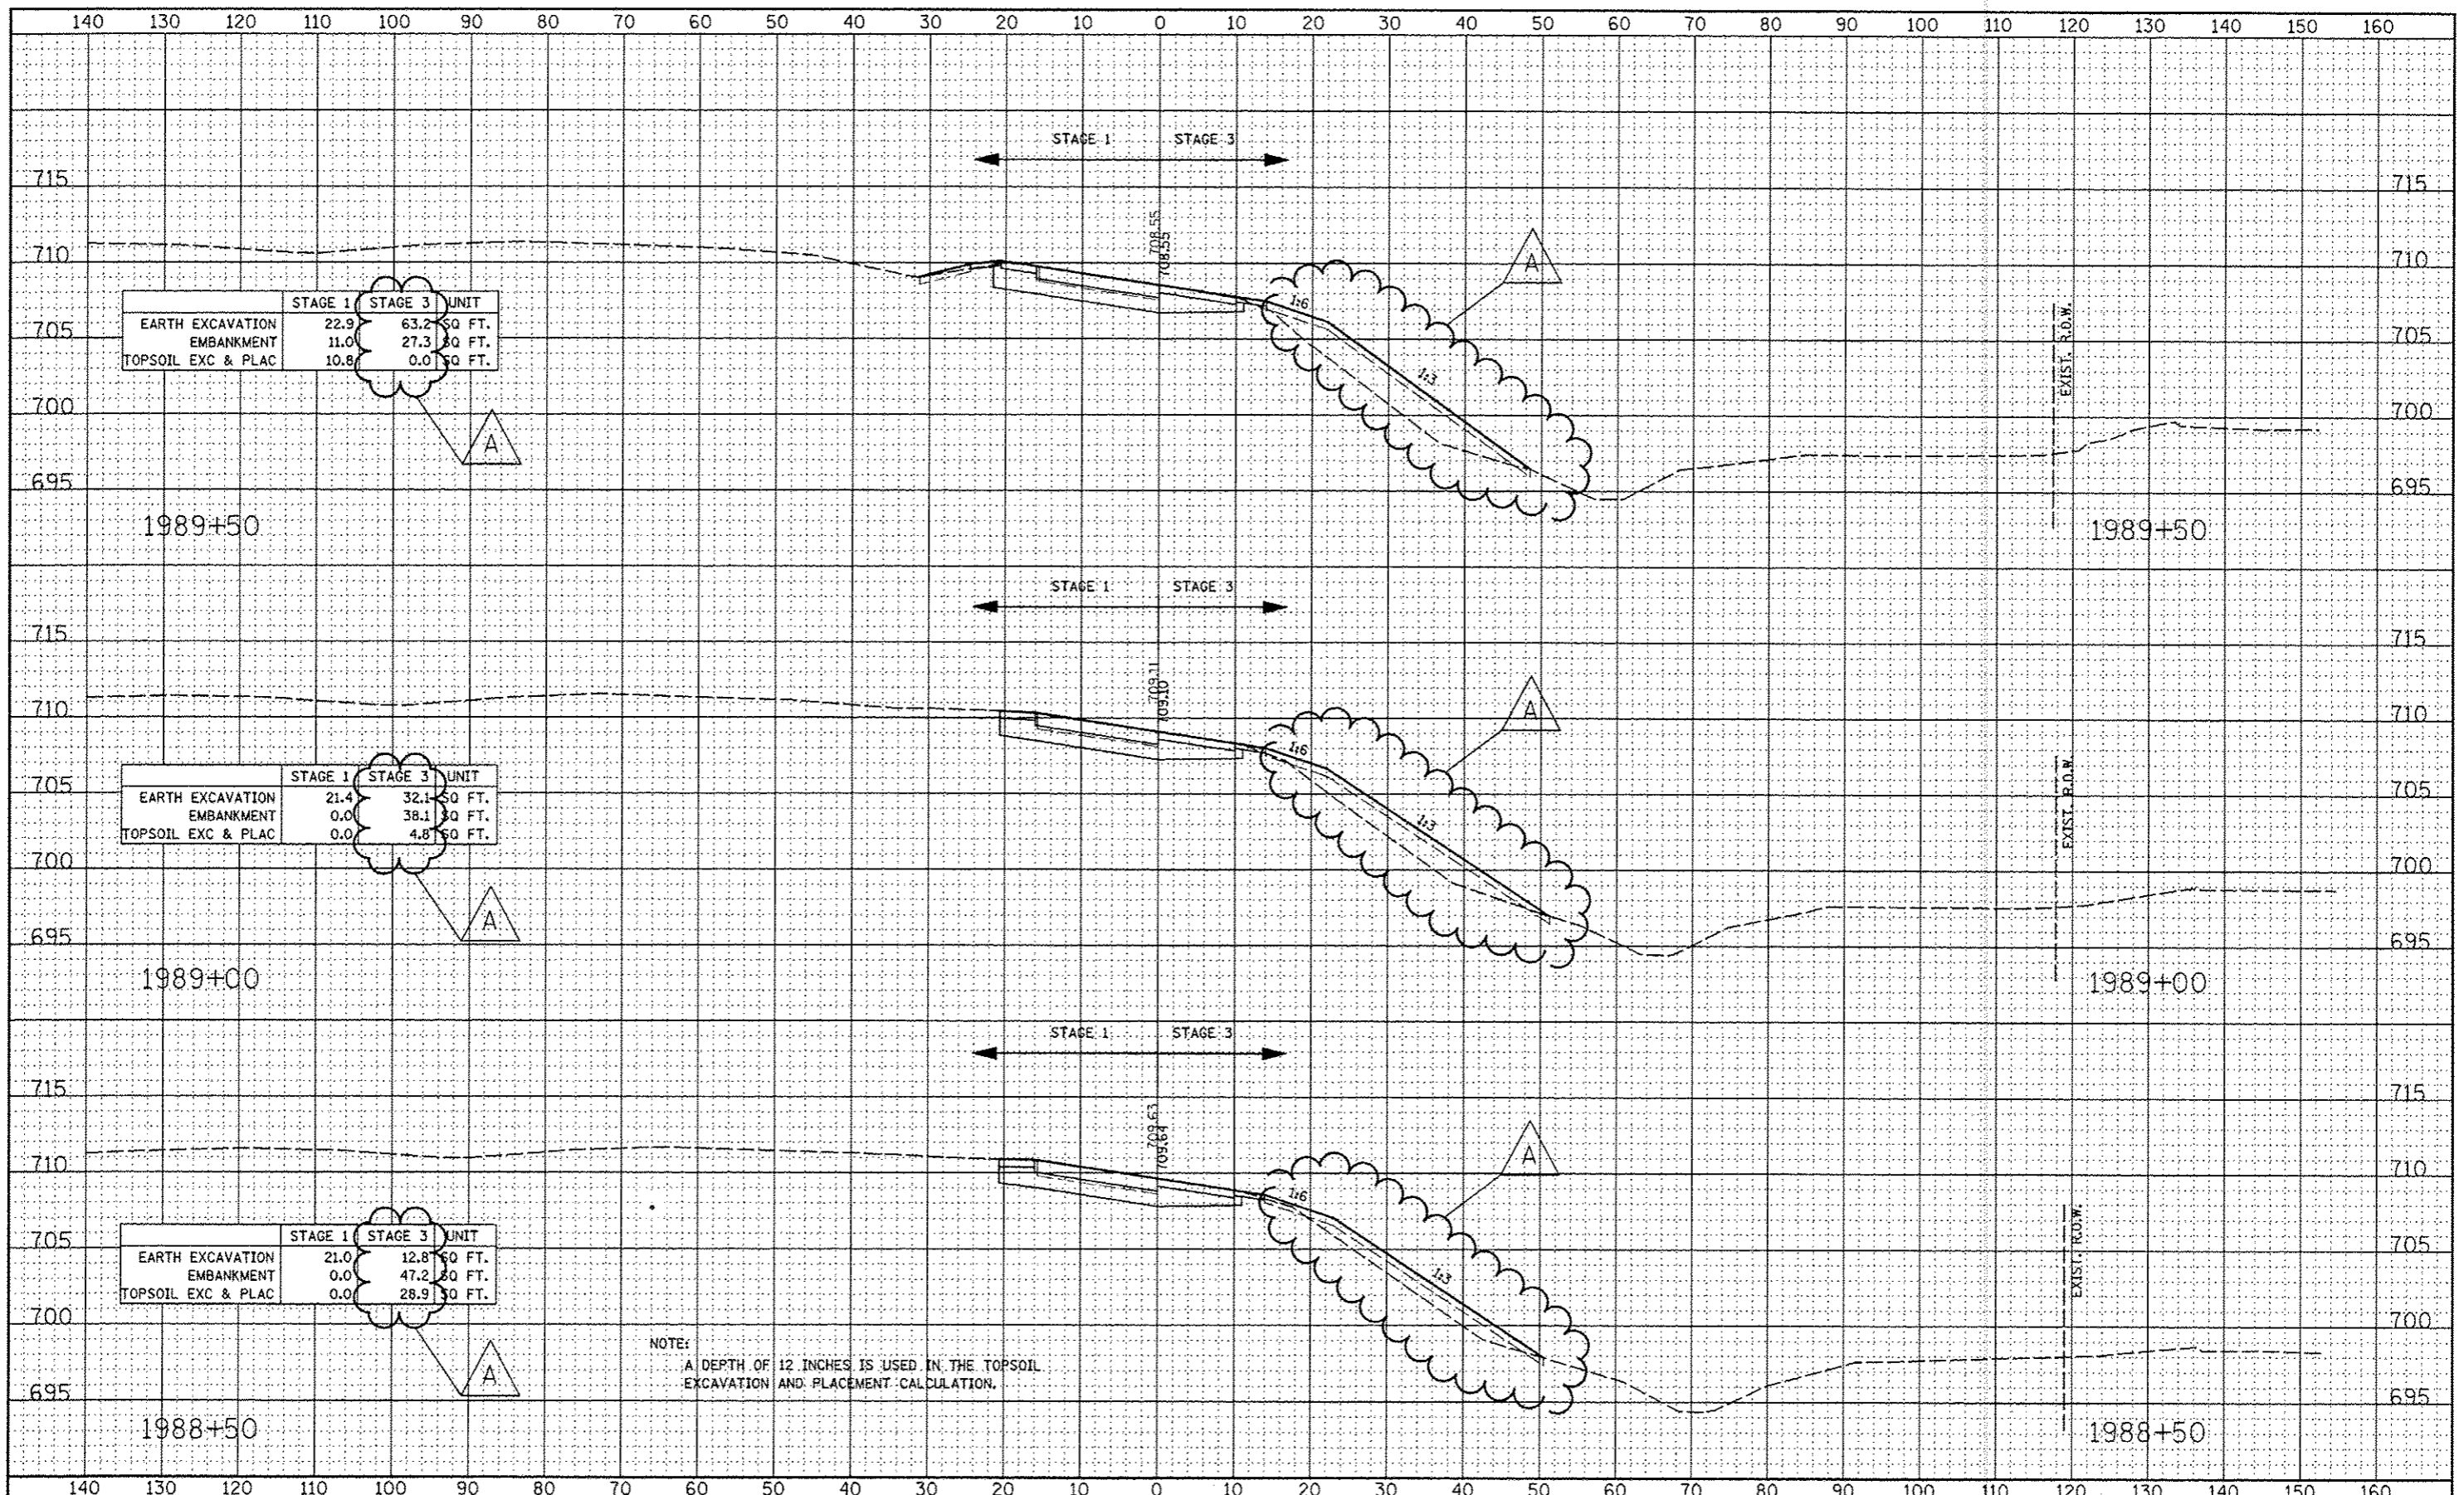 140 130 120 110 100 90 80 70 60 50 40 30 20 10 0 10 20 30 40 50 60 70 80 90 100 110 120 130 140 150 160
STAGE 1 STAGE 3
715 715
708.55
708.55
710 710
A
1:6
STAGE 1 STAGE 3 UNIT
EARTH EXCAVATION 22.9 63.2 SQ FT.
EMBANKMENT 11.0 27.3 SQ FT.
TOPSOIL EXC & PLAC 10.8 0.0 SQ FT.
705 705
EXIST. R.O.W.
1:3
700 700
A
695 695
1989+50 1989+50
STAGE 1 STAGE 3
715 715
709.11
709.10
710 710
A
1:6
STAGE 1 STAGE 3 UNIT
EARTH EXCAVATION 21.4 32.1 SQ FT.
EMBANKMENT 0.0 38.1 SQ FT.
TOPSOIL EXC & PLAC 0.0 4.8 SQ FT.
705 705
EXIST. R.O.W.
1:3
700 700
A
695 695
1989+00 1989+00
STAGE 1 STAGE 3
715 715
709.63
709.64
710 710
A
1:6
STAGE 1 STAGE 3 UNIT
EARTH EXCAVATION 21.0 12.8 SQ FT.
EMBANKMENT 0.0 47.2 SQ FT.
TOPSOIL EXC & PLAC 0.0 28.9 SQ FT.
705 705
EXIST. R.O.W.
1:3
700 700
NOTE:
A DEPTH OF 12 INCHES IS USED IN THE TOPSOIL
EXCAVATION AND PLACEMENT CALCULATION.
A
695 695
1988+50 1988+50
140 130 120 110 100 90 80 70 60 50 40 30 20 10 0 10 20 30 40 50 60 70 80 90 100 110 120 130 140 150 160